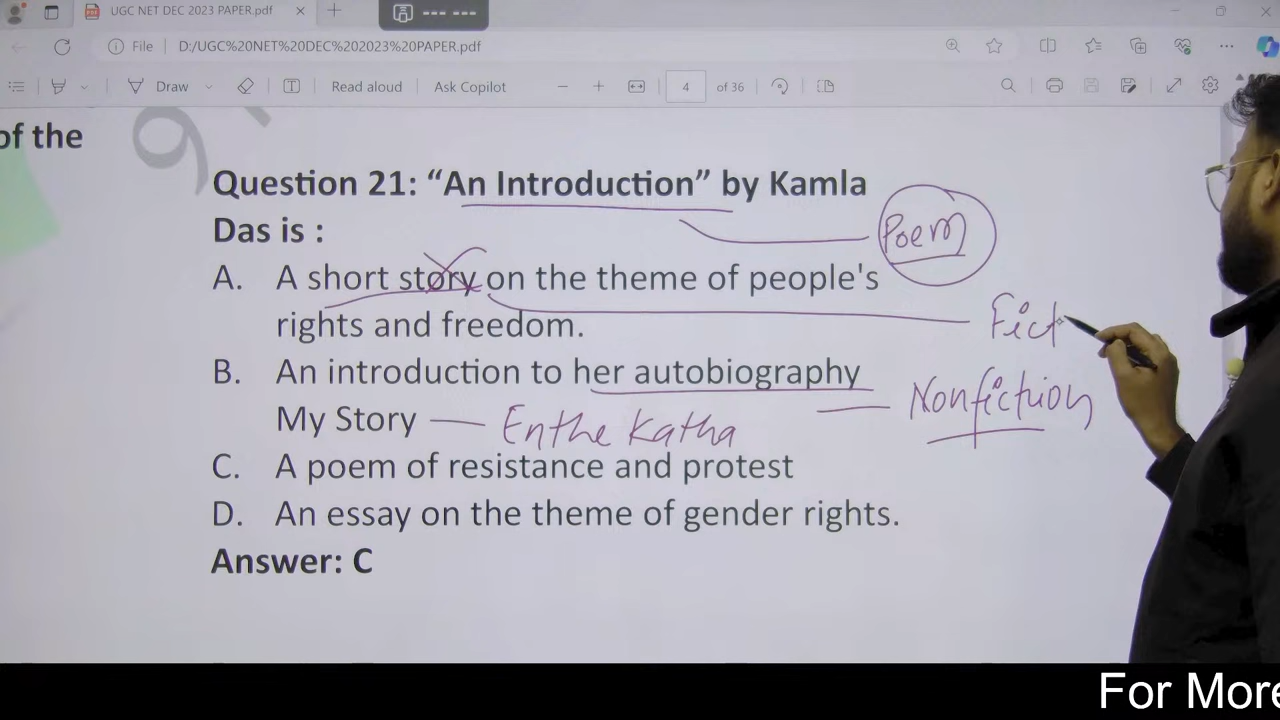 UGC NET DEC 2023 PAPER.pdf
File D:/UGC%20NET%20DEC%202023%20PAPER.pdf
Draw Read aloud Ask Copilot 4 of 36
of the
Question 21: “An Introduction” by Kamla
Das is :
Poem
A. A short story on the theme of people's
rights and freedom.
Fict
B. An introduction to her autobiography
Nonfiction
My Story — Enthe Katha
C. A poem of resistance and protest
D. An essay on the theme of gender rights.
Answer: C
For More